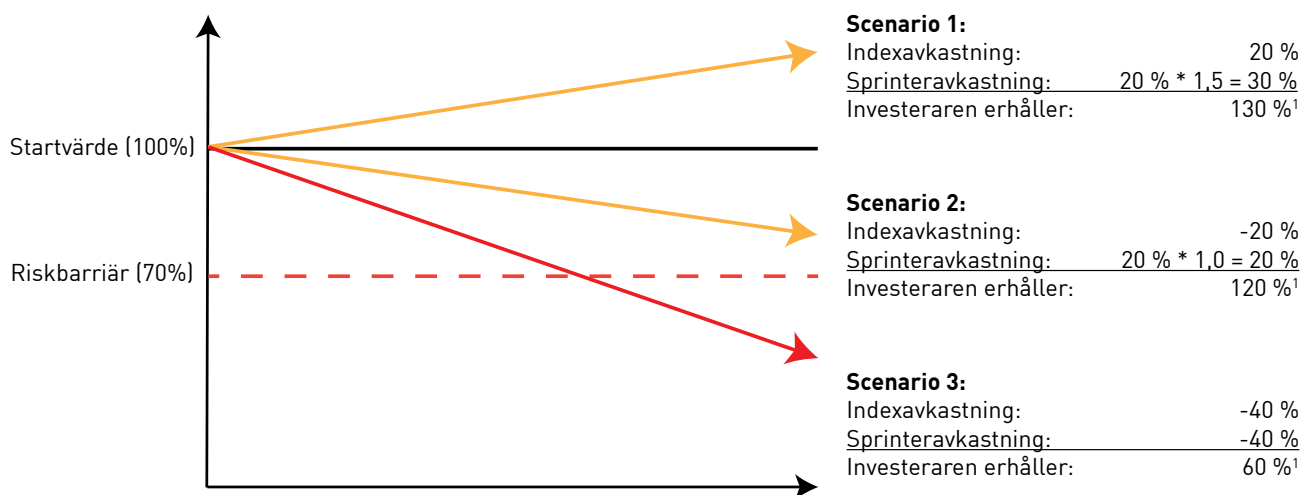 Scenario 1:
Indexavkastning: 20 %
Sprinteravkastning: 20 % * 1,5 = 30 %
Investeraren erhåller: 130 %¹
Startvärde (100%)
Scenario 2:
Indexavkastning: -20 %
Sprinteravkastning: 20 % * 1,0 = 20 %
Investeraren erhåller: 120 %¹
Riskbarriär (70%)
Scenario 3:
Indexavkastning: -40 %
Sprinteravkastning: -40 %
Investeraren erhåller: 60 %¹